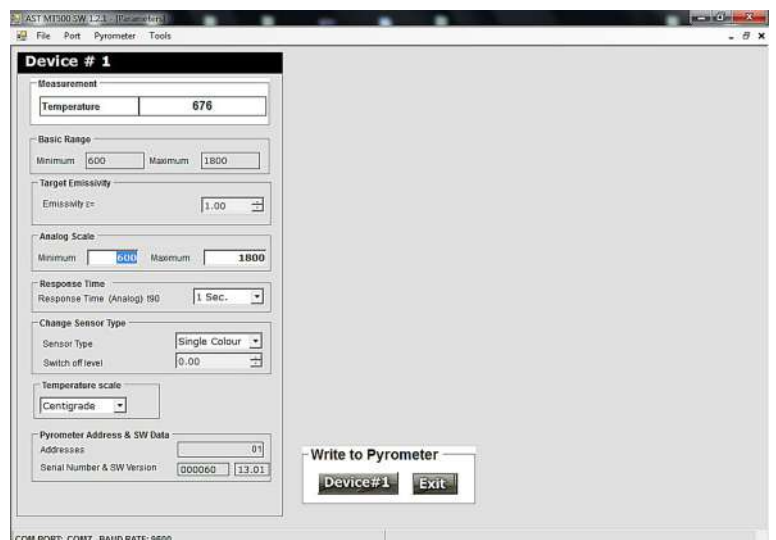 AST MT500 SW 1.2.1 - [Parameters]
File Port Pyrometer Tools
Device # 1
Measurement
Temperature 676
Basic Range
Minimum 600 Maximum 1800
Target Emissivity
Emissivity ε= 1.00
Analog Scale
Minimum 600 Maximum 1800
Response Time
Response Time (Analog) t90 1 Sec.
Change Sensor Type
Sensor Type Single Colour
Switch off level 0.00
Temperature scale
Centigrade
Pyrometer Address & SW Data
Addresses 01
Serial Number & SW Version 000060 13.01
Write to Pyrometer
Device#1 Exit
COM PORT: COM7 BAUD RATE: 9600